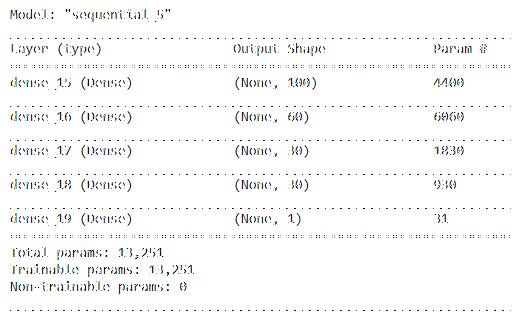 Model: "sequential_5"
Layer (type) Output Shape Param #
dense_15 (Dense) (None, 100) 4400
dense_16 (Dense) (None, 60) 6060
dense_17 (Dense) (None, 30) 1830
dense_18 (Dense) (None, 30) 930
dense_19 (Dense) (None, 1) 31
Total params: 13,251
Trainable params: 13,251
Non-trainable params: 0